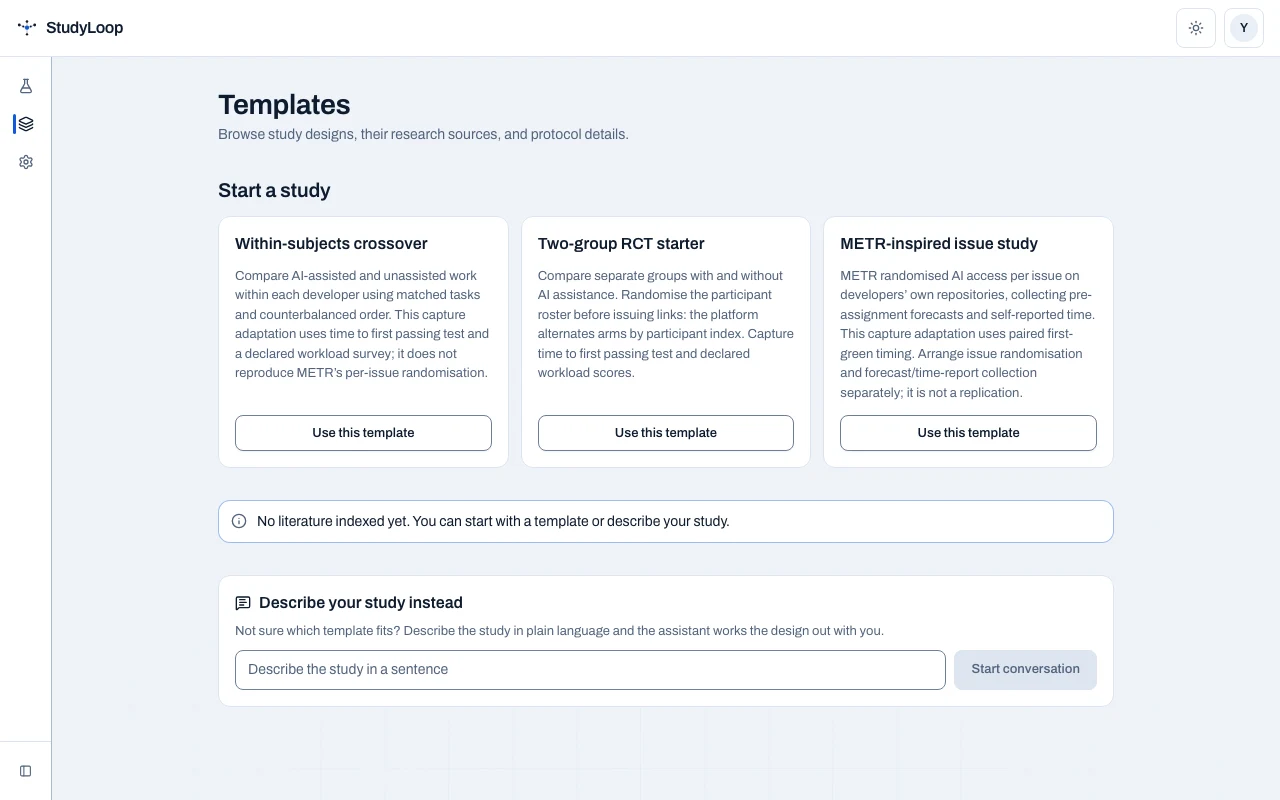 StudyLoop
Y
Templates
Browse study designs, their research sources, and protocol details.
Start a study
Within-subjects crossover
Compare AI-assisted and unassisted work
within each developer using matched tasks
and counterbalanced order. This capture
adaptation uses time to first passing test and
a declared workload survey; it does not
reproduce METR’s per-issue randomisation.
Use this template
Two-group RCT starter
Compare separate groups with and without
AI assistance. Randomise the participant
roster before issuing links: the platform
alternates arms by participant index. Capture
time to first passing test and declared
workload scores.
Use this template
METR-inspired issue study
METR randomised AI access per issue on
developers’ own repositories, collecting pre-
assignment forecasts and self-reported time.
This capture adaptation uses paired first-
green timing. Arrange issue randomisation
and forecast/time-report collection
separately; it is not a replication.
Use this template
No literature indexed yet. You can start with a template or describe your study.
Describe your study instead
Not sure which template fits? Describe the study in plain language and the assistant works the design out with you.
Describe the study in a sentence
Start conversation